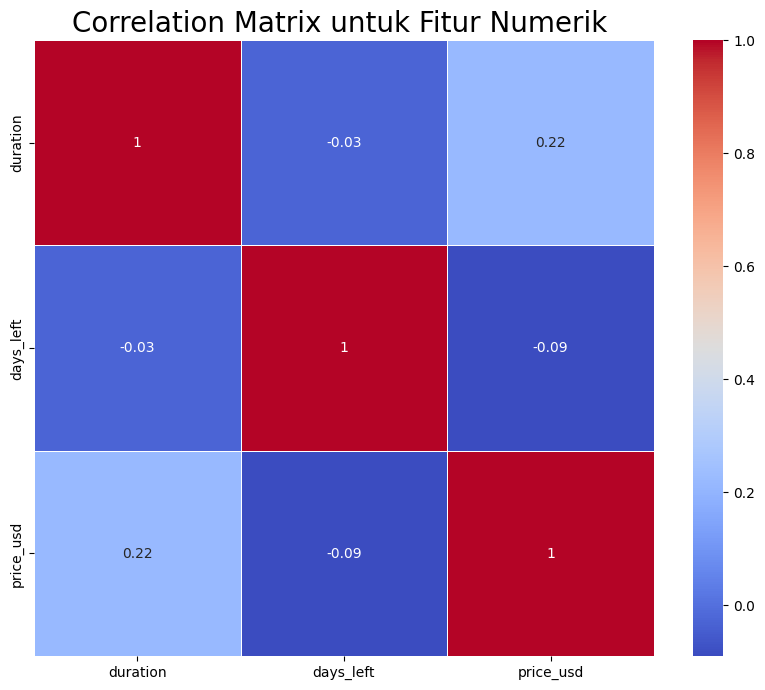 Correlation Matrix untuk Fitur Numerik
duration
1
-0.03
0.22
days_left
-0.03
1
-0.09
price_usd
0.22
-0.09
1
duration
days_left
price_usd
1.0
0.8
0.6
0.4
0.2
0.0